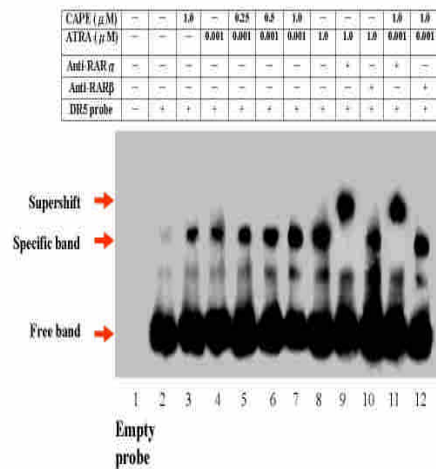 CAPE (μM) – – 1.0 – 0.25 0.5 1.0 – – – 1.0 1.0
ATRA (μM) – – – 0.001 0.001 0.001 0.001 1.0 1.0 1.0 0.001 0.001
Anti-RARα – – – – – – – – + – + –
Anti-RARβ – – – – – – – – – + – +
DR5 probe – + + + + + + + + + + +
Supershift
Specific band
Free band
1 2 3 4 5 6 7 8 9 10 11 12
Empty
probe